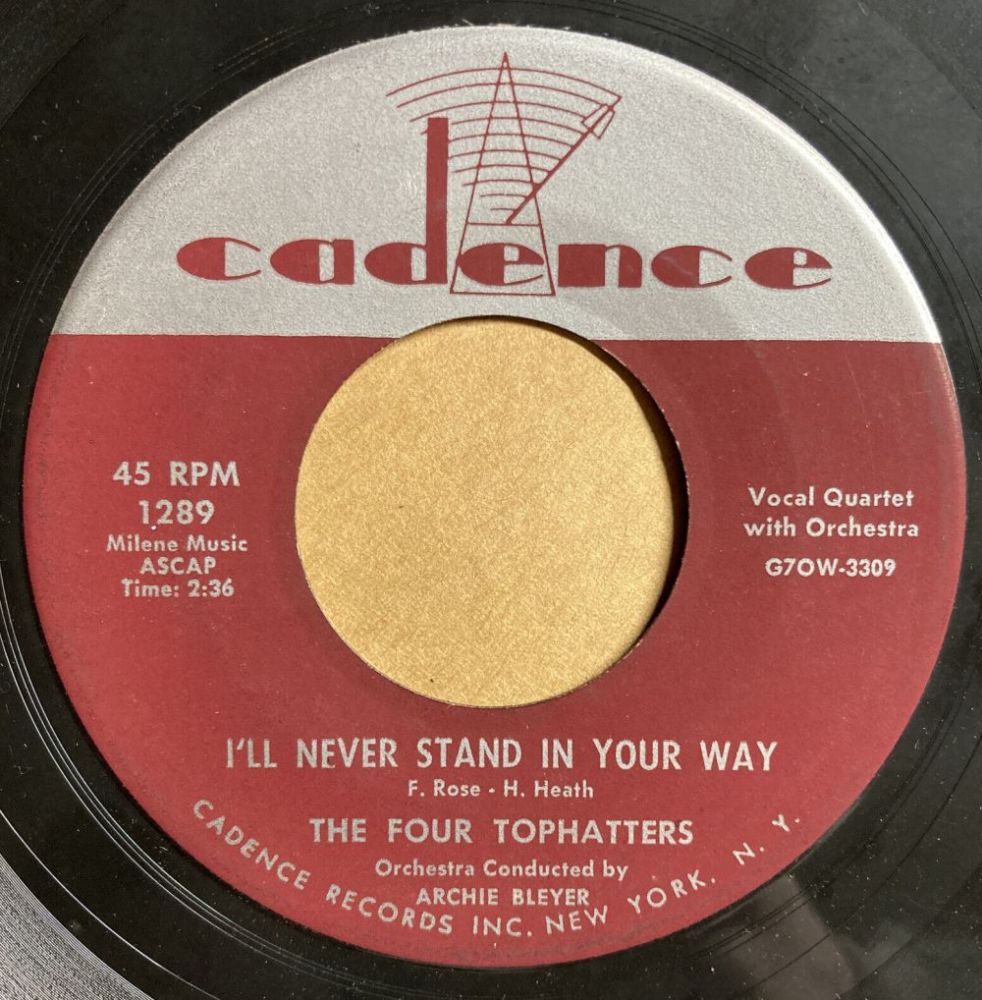 cadence
45 RPM
1289
Milene Music
ASCAP
Time: 2:36
Vocal Quartet
with Orchestra
G7OW-3309
I'LL NEVER STAND IN YOUR WAY
F. Rose - H. Heath
THE FOUR TOPHATTERS
Orchestra Conducted by
ARCHIE BLEYER
CADENCE RECORDS INC. NEW YORK, N. Y.